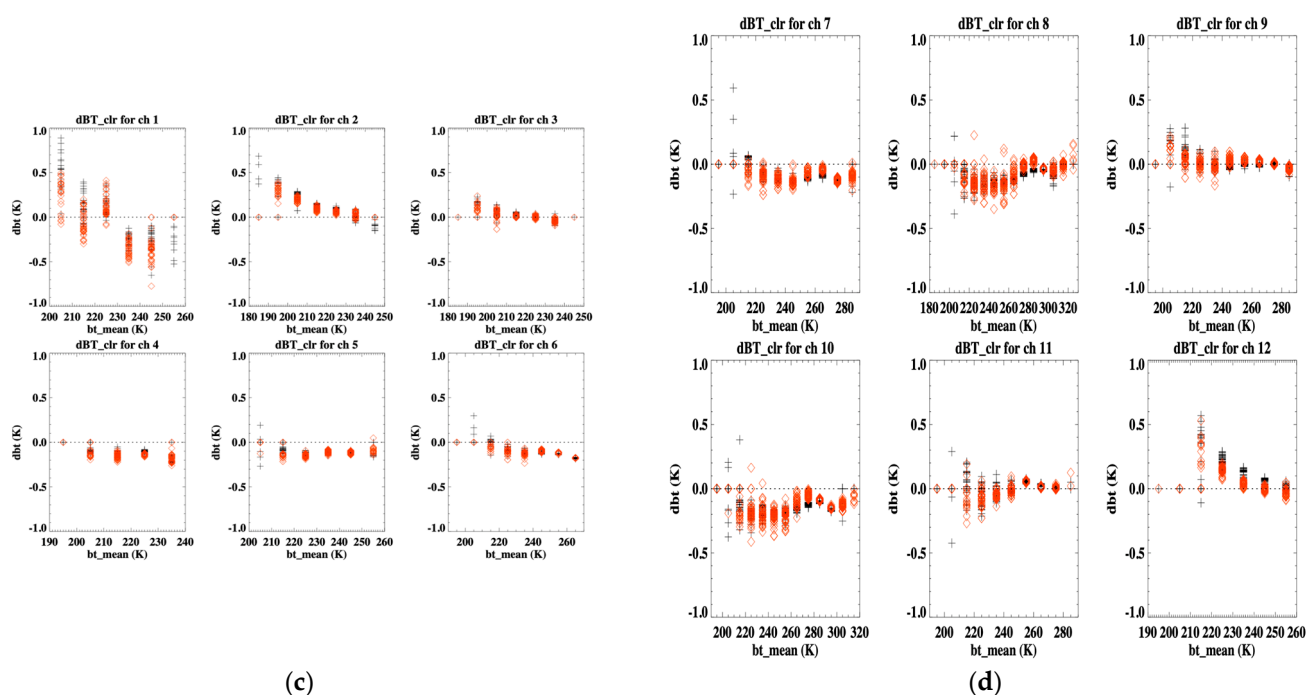 dBT_clr for ch 1
1.0
0.5
0.0
-0.5
-1.0
dbt (K)
200 210 220 230 240 250 260
bt_mean (K)
dBT_clr for ch 2
1.0
0.5
0.0
-0.5
-1.0
dbt (K)
180 190 200 210 220 230 240 250
bt_mean (K)
dBT_clr for ch 3
1.0
0.5
0.0
-0.5
-1.0
dbt (K)
180 190 200 210 220 230 240 250
bt_mean (K)
dBT_clr for ch 4
1.0
0.5
0.0
-0.5
-1.0
dbt (K)
190 200 210 220 230 240
bt_mean (K)
dBT_clr for ch 5
1.0
0.5
0.0
-0.5
-1.0
dbt (K)
200 210 220 230 240 250 260
bt_mean (K)
dBT_clr for ch 6
1.0
0.5
0.0
-0.5
-1.0
dbt (K)
200 220 240 260
bt_mean (K)
(c)
dBT_clr for ch 7
1.0
0.5
0.0
-0.5
-1.0
dbt (K)
200 220 240 260 280
bt_mean (K)
dBT_clr for ch 8
1.0
0.5
0.0
-0.5
-1.0
dbt (K)
180 200 220 240 260 280 300 320
bt_mean (K)
dBT_clr for ch 9
1.0
0.5
0.0
-0.5
-1.0
dbt (K)
200 220 240 260 280
bt_mean (K)
dBT_clr for ch 10
1.0
0.5
0.0
-0.5
-1.0
dbt (K)
200 220 240 260 280 300 320
bt_mean (K)
dBT_clr for ch 11
1.0
0.5
0.0
-0.5
-1.0
dbt (K)
200 220 240 260 280
bt_mean (K)
dBT_clr for ch 12
1.0
0.5
0.0
-0.5
-1.0
dbt (K)
190 200 210 220 230 240 250 260
bt_mean (K)
(d)